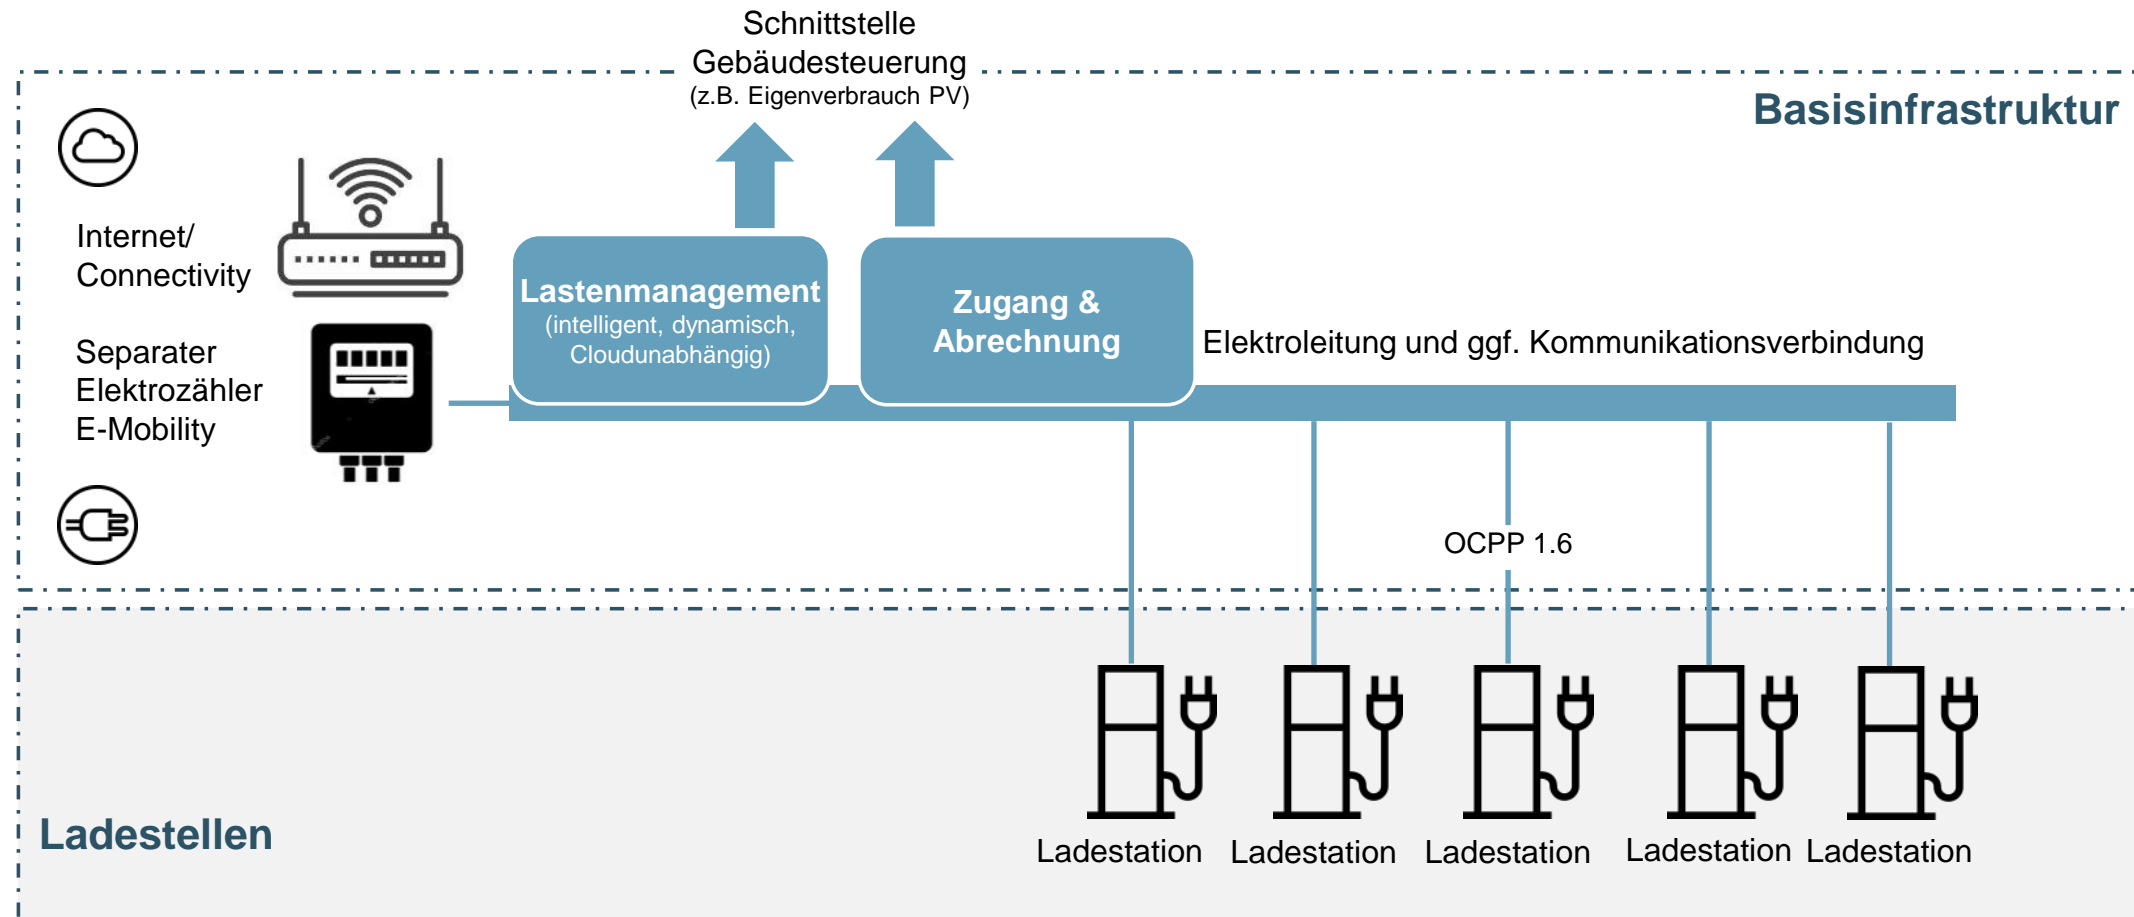 Schnittstelle
Gebäudesteuerung
(z.B. Eigenverbrauch PV)
Basisinfrastruktur
Internet/
Connectivity
Separater
Elektrozähler
E-Mobility
Lastenmanagement
(intelligent, dynamisch,
Cloudunabhängig)
Zugang &
Abrechnung
Elektroleitung und ggf. Kommunikationsverbindung
OCPP 1.6
Ladestellen
Ladestation
Ladestation
Ladestation
Ladestation
Ladestation